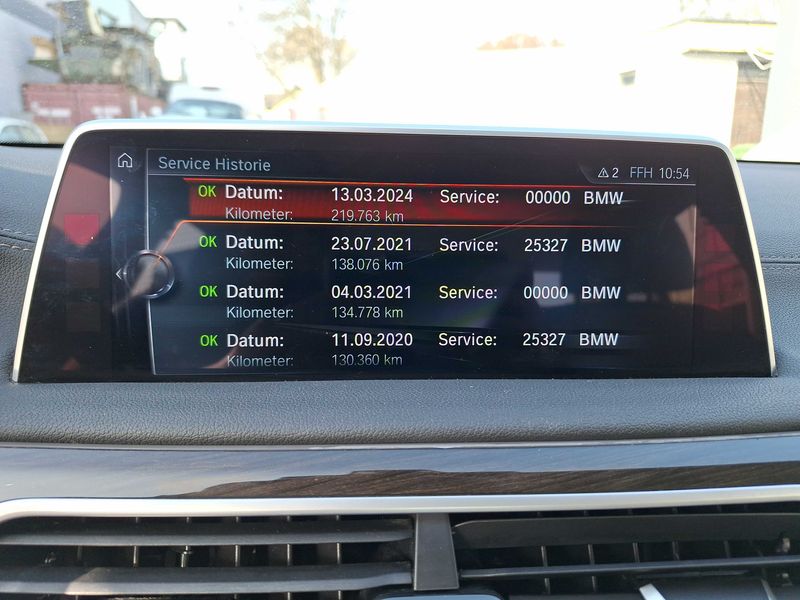 Service Historie
2 FFH 10:54
OK Datum: 13.03.2024 Service: 00000 BMW
Kilometer: 219.763 km
OK Datum: 23.07.2021 Service: 25327 BMW
Kilometer: 138.076 km
OK Datum: 04.03.2021 Service: 00000 BMW
Kilometer: 134.778 km
OK Datum: 11.09.2020 Service: 25327 BMW
Kilometer: 130.360 km